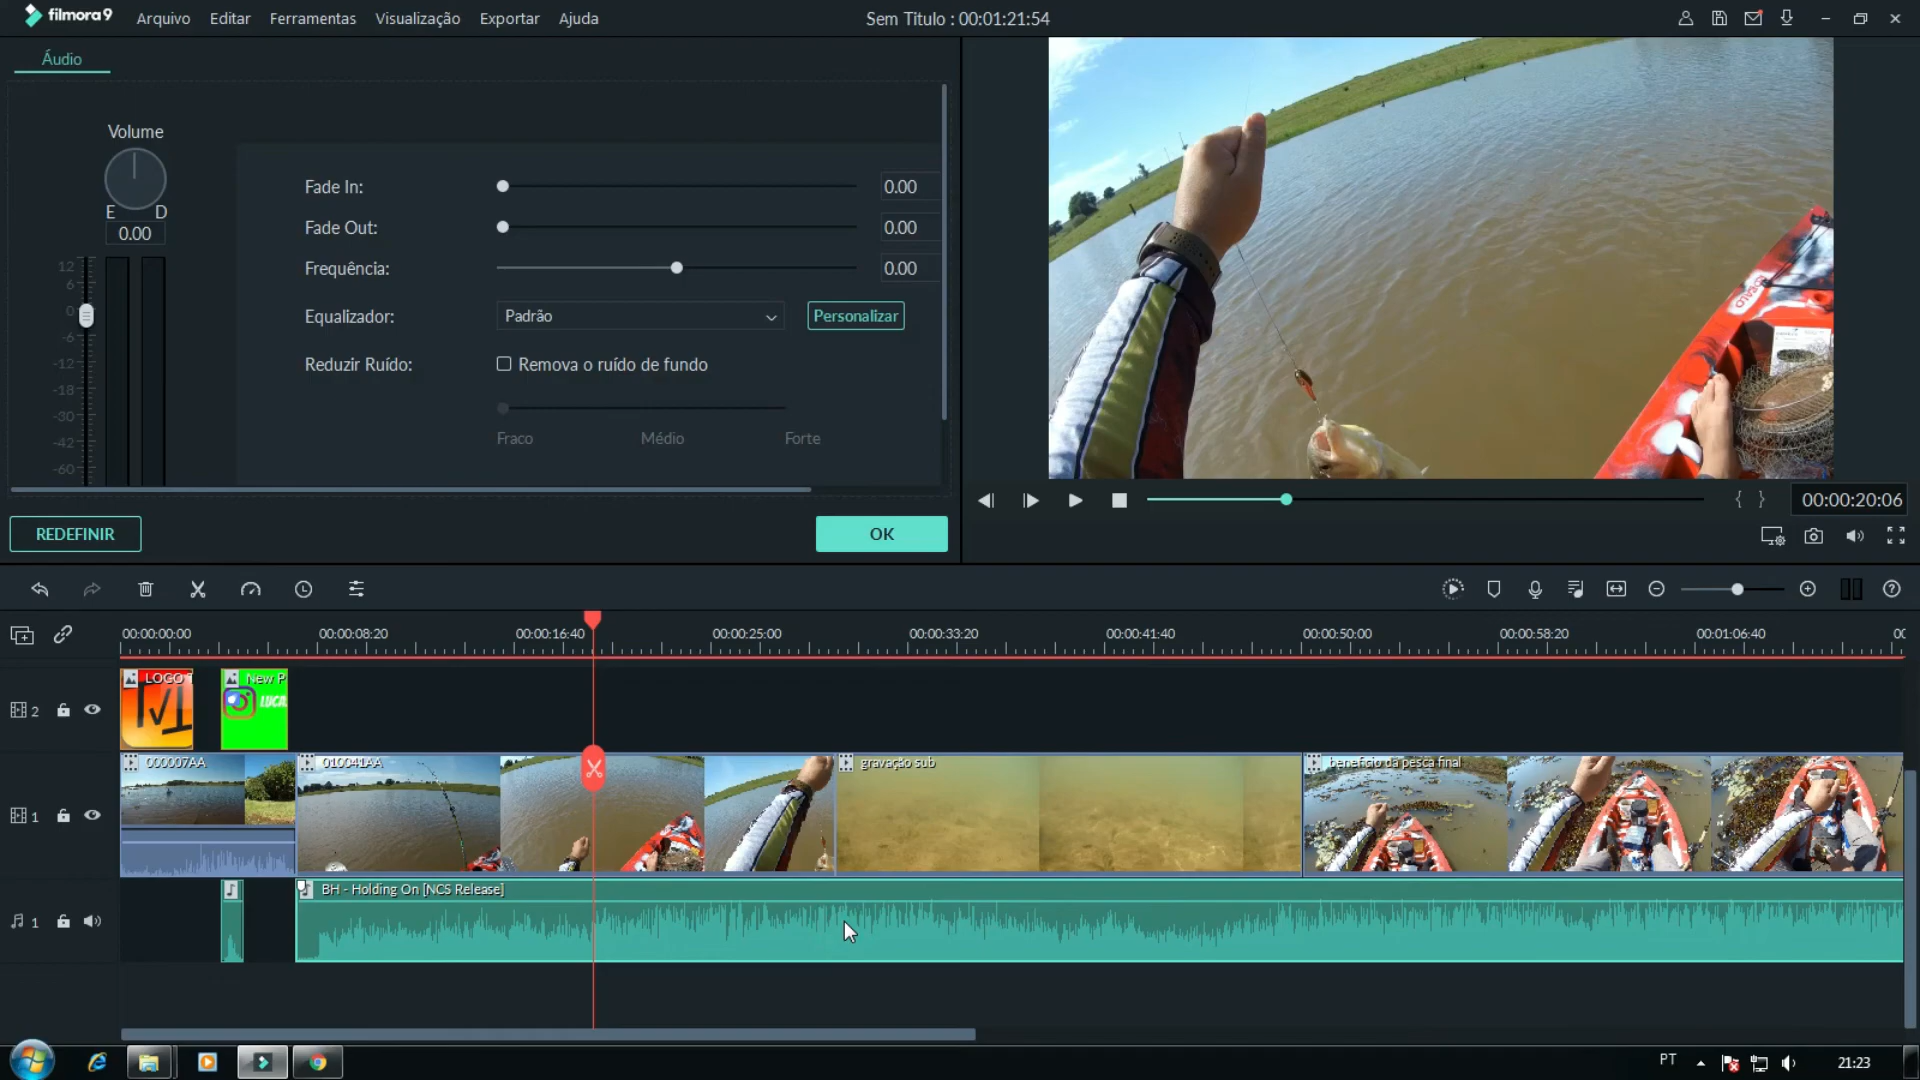 filmora9 Arquivo Editar Ferramentas Visualização Exportar Ajuda Sem Titulo : 00:01:21:54
Áudio
Volume
E D
0.00
12
6
0
-6
-12
-18
-30
-42
-60
Fade In: 0.00
Fade Out: 0.00
Frequência: 0.00
Equalizador: Padrão Personalizar
Reduzir Ruído: Remova o ruído de fundo
Fraco Médio Forte
REDEFINIR OK
{ } 00:00:20:06
00:00:00:00 00:00:08:20 00:00:16:40 00:00:25:00 00:00:33:20 00:00:41:40 00:00:50:00 00:00:58:20 00:01:06:40
LOGO New P
LUCA
2
000007AA 010041AA gravação sub beneficio da pesca final
1
BH - Holding On [NCS Release]
1
PT 21:23